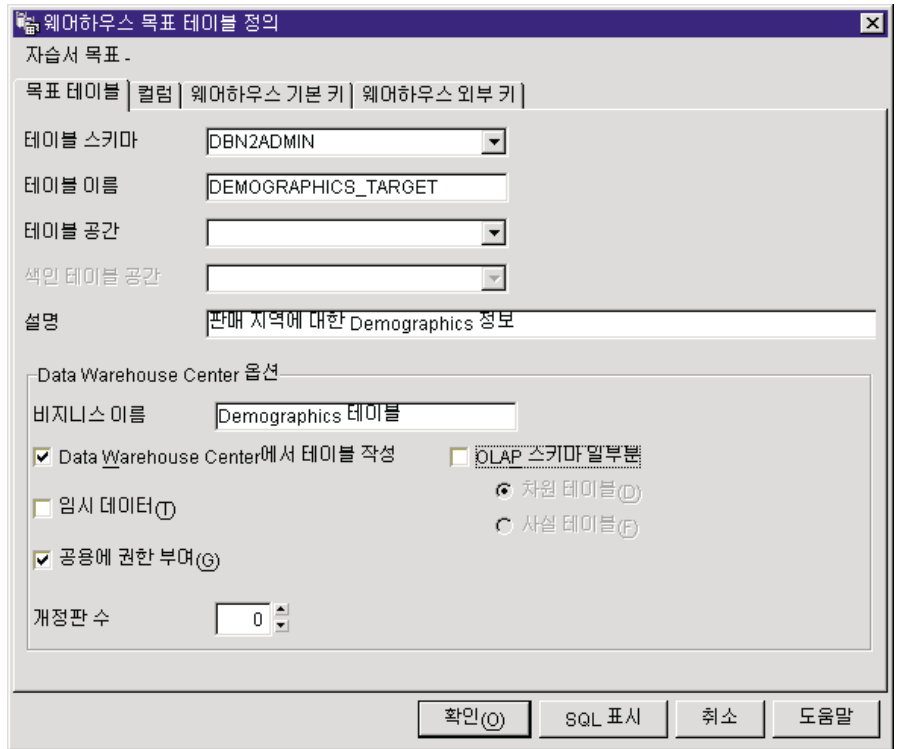 웨어하우스 목표 테이블 정의
자습서 목표 -
목표 테이블 컬럼 웨어하우스 기본 키 웨어하우스 외부 키
테이블 스키마 DBN2ADMIN
테이블 이름 DEMOGRAPHICS_TARGET
테이블 공간
색인 테이블 공간
설명 판매 지역에 대한 Demographics 정보
Data Warehouse Center 옵션
비지니스 이름 Demographics 테이블
Data Warehouse Center에서 테이블 작성 OLAP 스키마 일부분
차원 테이블(D)
임시 데이터(T)
사실 테이블(F)
공용에 권한 부여(G)
개정판 수 0
확인(O) SQL 표시 취소 도움말